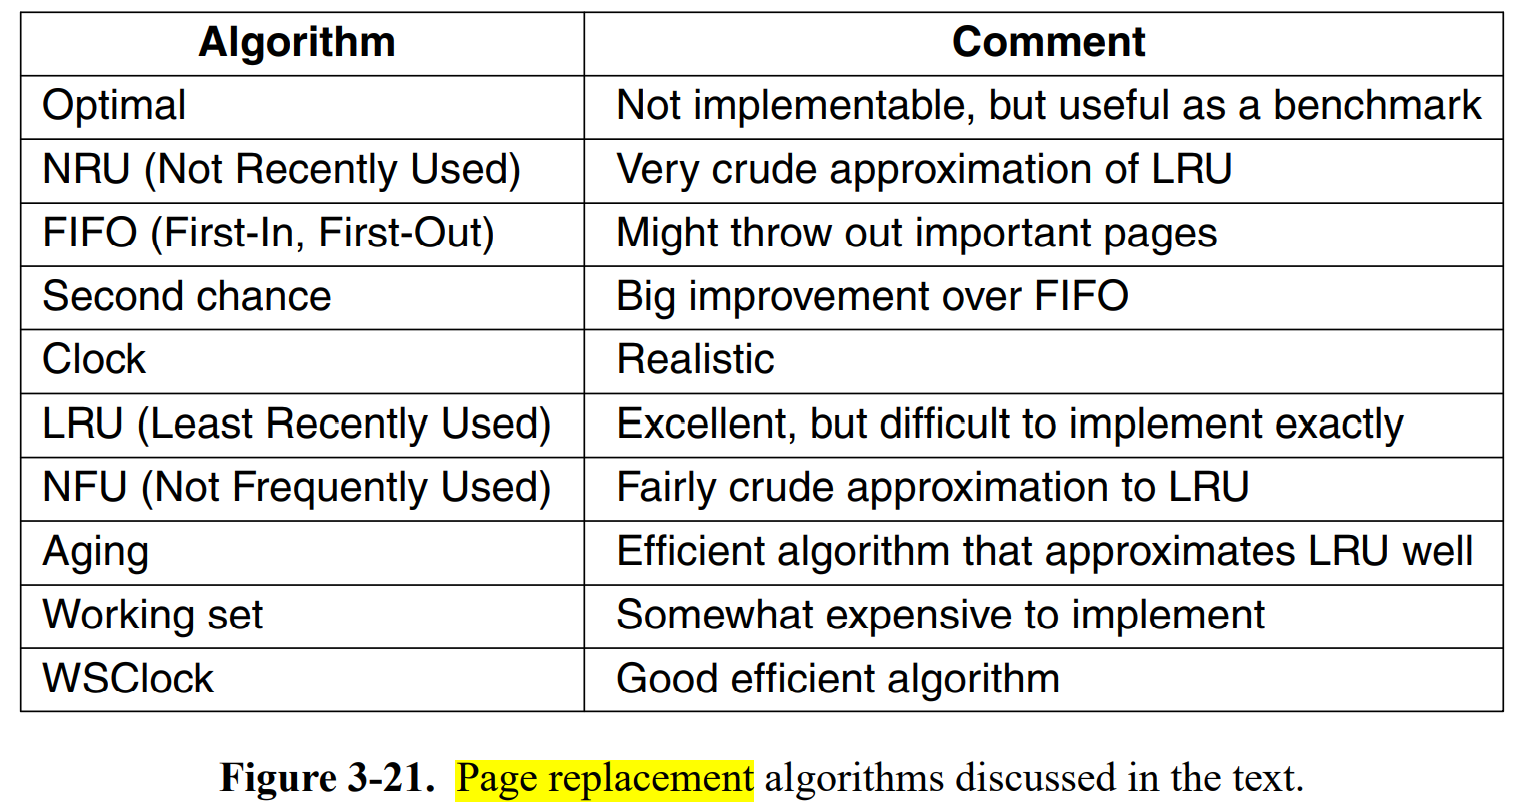 Algorithm Comment
Optimal Not implementable, but useful as a benchmark
NRU (Not Recently Used) Very crude approximation of LRU
FIFO (First-In, First-Out) Might throw out important pages
Second chance Big improvement over FIFO
Clock Realistic
LRU (Least Recently Used) Excellent, but difficult to implement exactly
NFU (Not Frequently Used) Fairly crude approximation to LRU
Aging Efficient algorithm that approximates LRU well
Working set Somewhat expensive to implement
WSClock Good efficient algorithm
Figure 3-21. Page replacement algorithms discussed in the text.